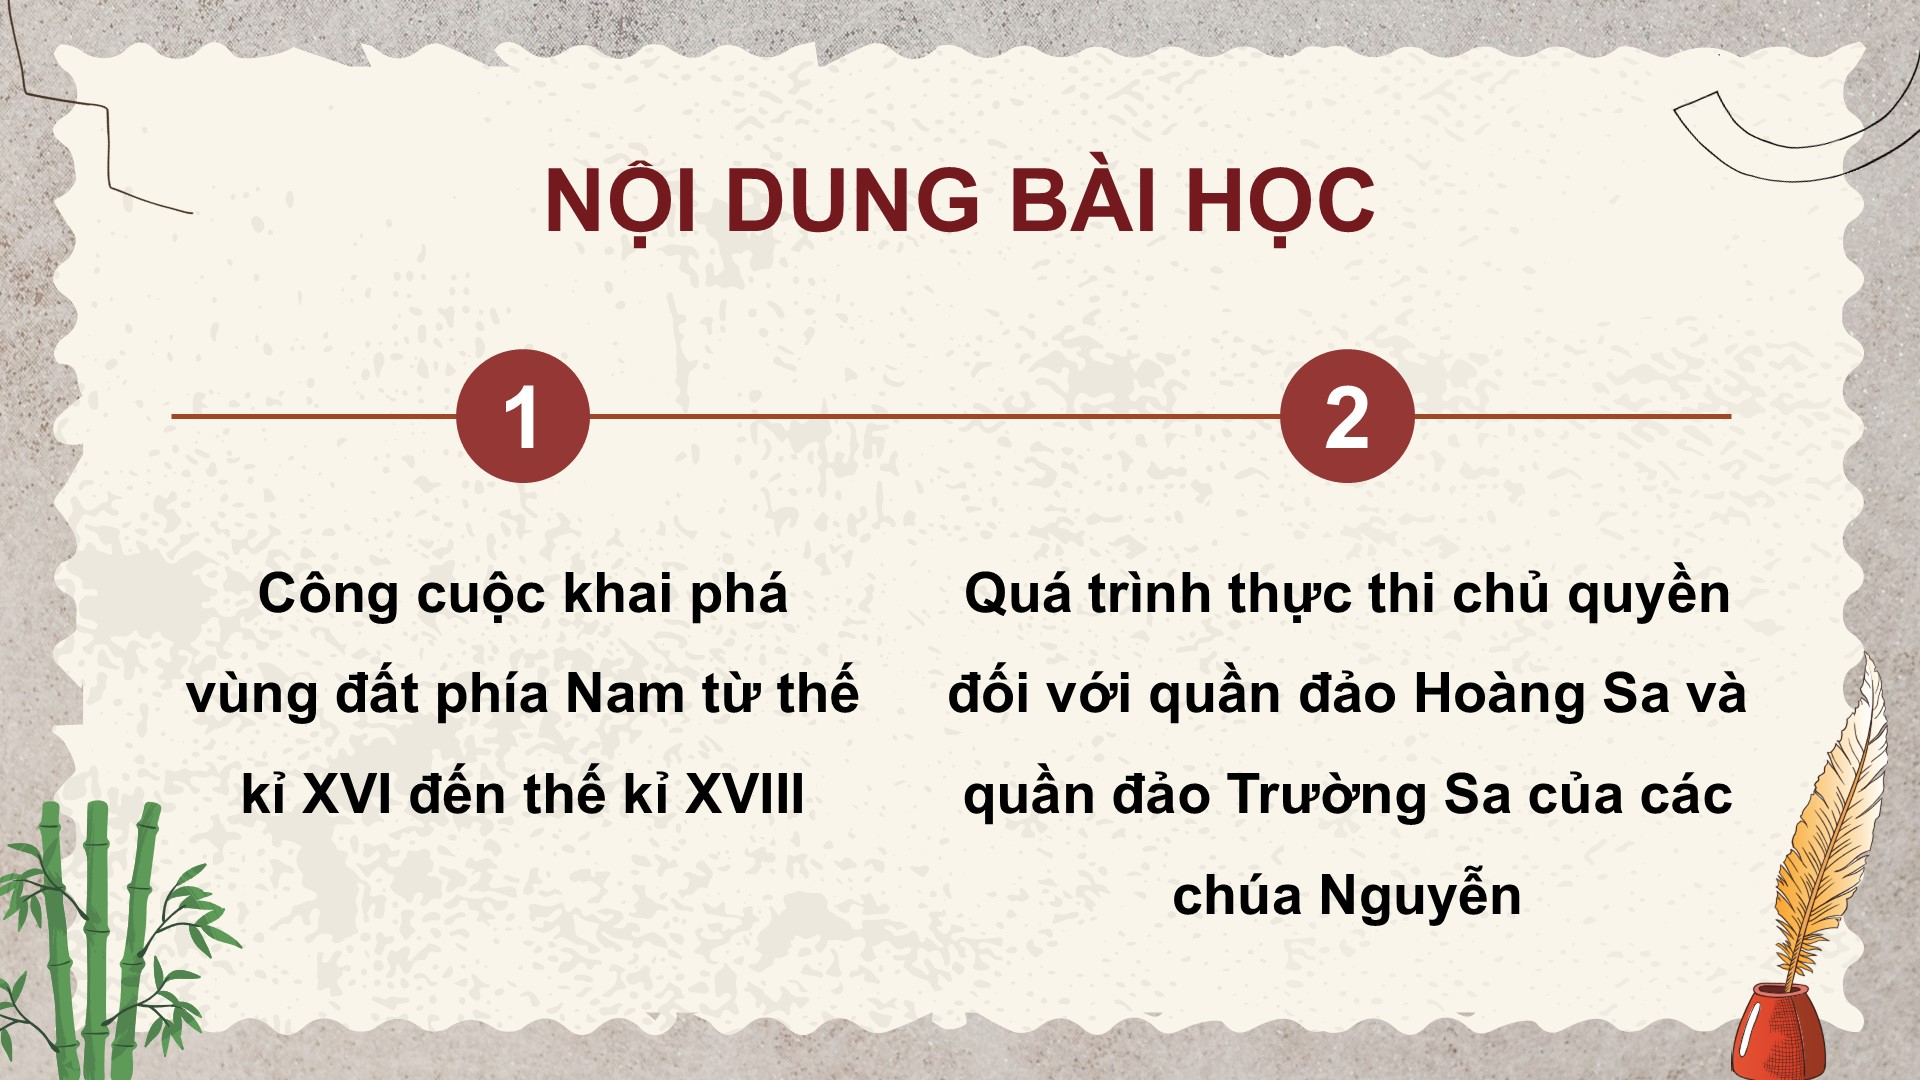 NỘI DUNG BÀI HỌC
1
Công cuộc khai phá
vùng đất phía Nam từ thế
kỉ XVI đến thế kỉ XVIII
2
Quá trình thực thi chủ quyền
đối với quần đảo Hoàng Sa và
quần đảo Trường Sa của các
chúa Nguyễn